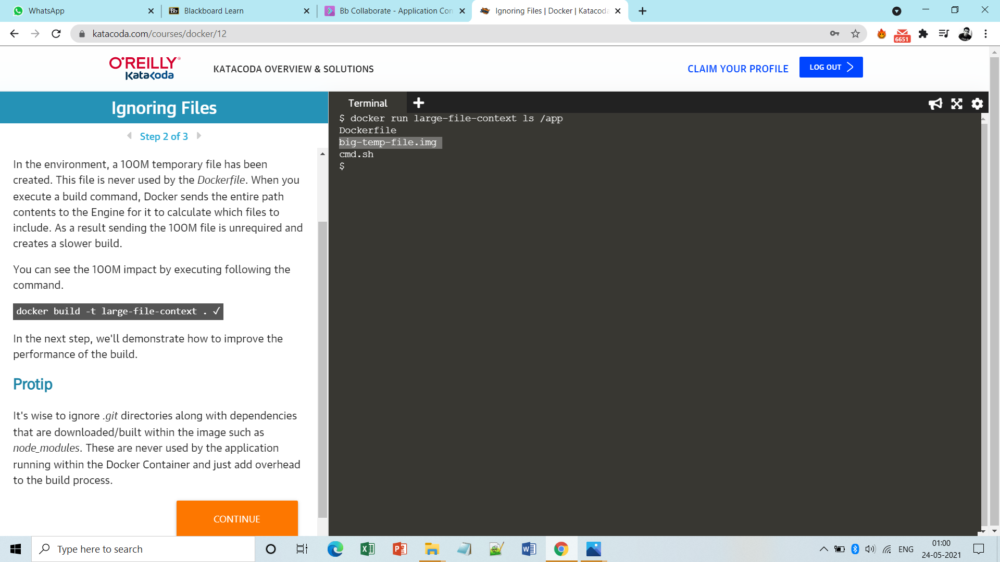 WhatsApp
Blackboard Learn
Bb Collaborate - Application Con
Ignoring Files | Docker | Katacoda
katacoda.com/courses/docker/12
6651
O'REILLY®
Katacoda
KATACODA OVERVIEW & SOLUTIONS
CLAIM YOUR PROFILE
LOG OUT
Ignoring Files
Step 2 of 3
In the environment, a 100M temporary file has been
created. This file is never used by the Dockerfile. When you
execute a build command, Docker sends the entire path
contents to the Engine for it to calculate which files to
include. As a result sending the 100M file is unrequired and
creates a slower build.
You can see the 100M impact by executing following the
command.
docker build -t large-file-context . ✓
In the next step, we'll demonstrate how to improve the
performance of the build.
Protip
It's wise to ignore .git directories along with dependencies
that are downloaded/built within the image such as
node_modules. These are never used by the application
running within the Docker Container and just add overhead
to the build process.
CONTINUE
Terminal
$ docker run large-file-context ls /app
Dockerfile
big-temp-file.img
cmd.sh
$
Type here to search
ENG
01:00
24-05-2021